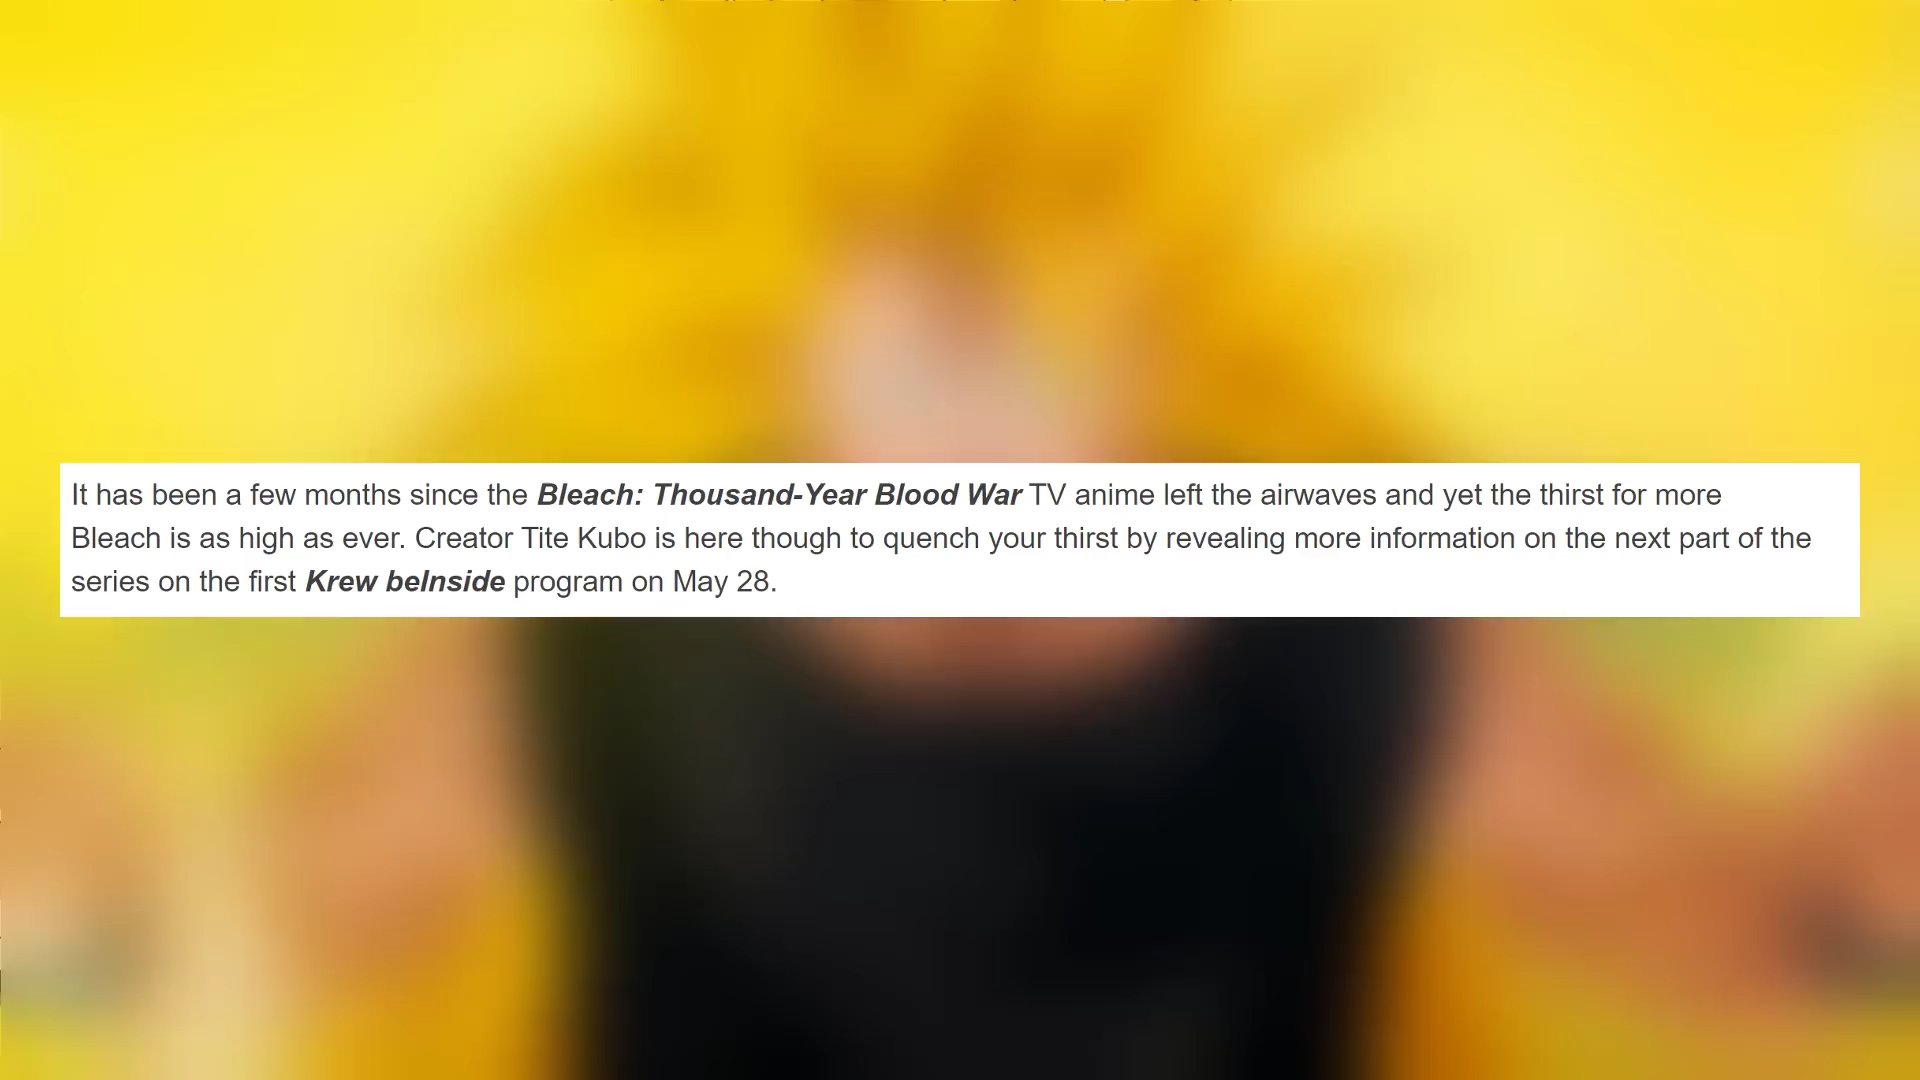 It has been a few months since the Bleach: Thousand-Year Blood War TV anime left the airwaves and yet the thirst for more
Bleach is as high as ever. Creator Tite Kubo is here though to quench your thirst by revealing more information on the next part of the
series on the first Krew beInside program on May 28.